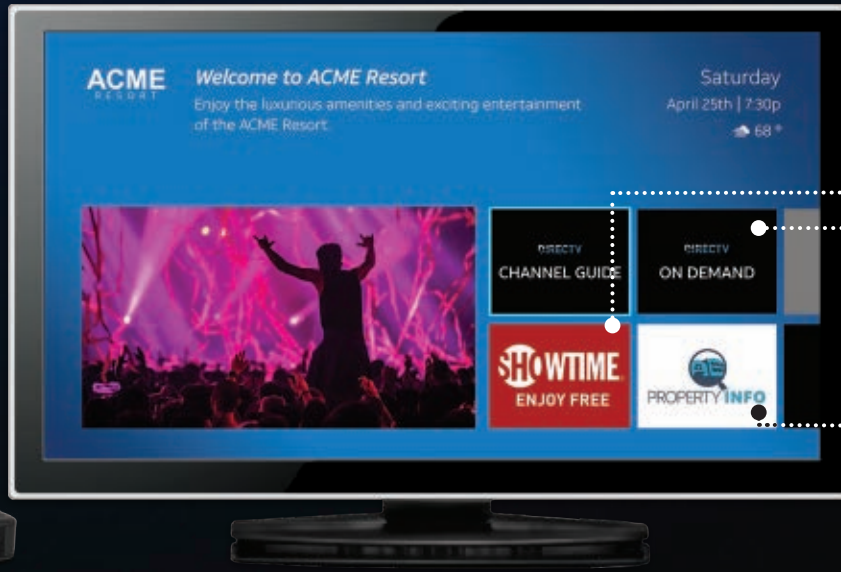 ACME
RESORT
Welcome to ACME Resort
Enjoy the luxurious amenities and exciting entertainment
of the ACME Resort.
Saturday
April 25th | 7:30p
68°
DIRECTV
CHANNEL GUIDE
DIRECTV
ON DEMAND
SHOWTIME
ENJOY FREE
PROPERTY INFO